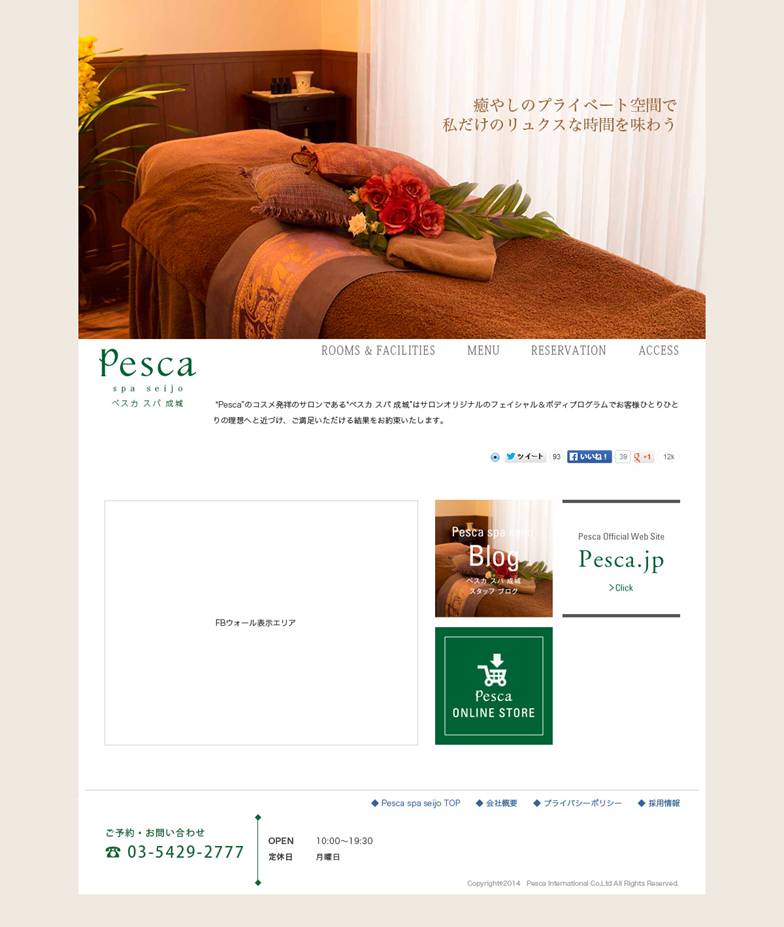 癒やしのプライベート空間で
私だけのリュクスな時間を味わう
Pesca
spa seijo
ペスカ スパ 成城
ROOMS & FACILITIES MENU RESERVATION ACCESS
"Pesca"のコスメ発祥のサロンである"ペスカ スパ 成城"はサロンオリジナルのフェイシャル＆ボディプログラムでお客様ひとりひと
りの理想へと近づけ、ご満足いただける結果をお約束いたします。
ツイート 93 いいね！ 39 +1 12k
FBウォール表示エリア
Pesca spa seijo
Blog
ペスカ スパ 成城
スタッフ ブログ
Pesca Official Web Site
Pesca.jp
>Click
Pesca
ONLINE STORE
◆ Pesca spa seijo TOP ◆ 会社概要 ◆ プライバシーポリシー ◆ 採用情報
ご予約・お問い合わせ
☎ 03-5429-2777
OPEN 10:00〜19:30
定休日 月曜日
Copyright©2014 Pesca International Co,Ltd All Rights Reserved.